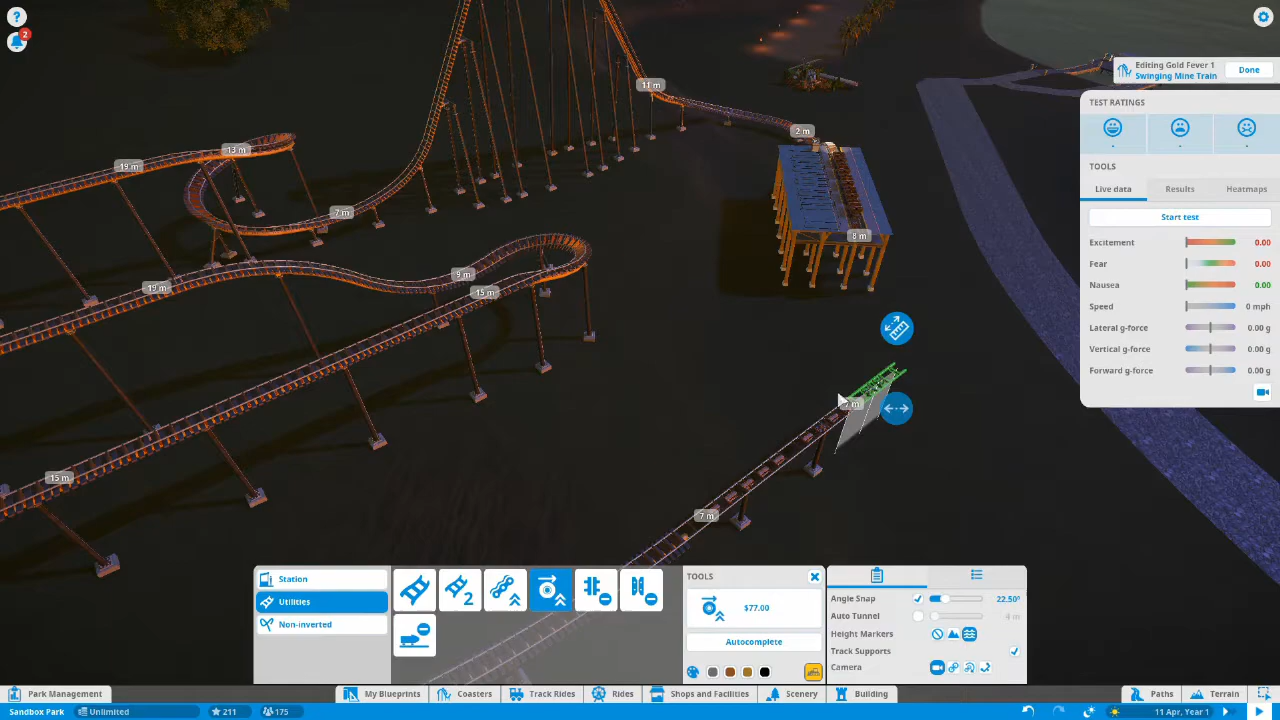 ?
2
11 m
2 m
13 m
19 m
7 m
8 m
9 m
19 m
15 m
7 m
15 m
7 m
Editing Gold Fever 1
Swinging Mine Train
Done
TEST RATINGS
-
-
-
TOOLS
Live data
Results
Heatmaps
Start test
Excitement 0.00
Fear 0.00
Nausea 0.00
Speed 0 mph
Lateral g-force 0.00 g
Vertical g-force 0.00 g
Forward g-force 0.00 g
Station
Utilities
Non-inverted
2
TOOLS
$77.00
Autocomplete
Angle Snap 22.50°
Auto Tunnel 4 m
Height Markers
Track Supports
Camera
Park Management
My Blueprints
Coasters
Track Rides
Rides
Shops and Facilities
Scenery
Building
Paths
Terrain
Sandbox Park
Unlimited
211
175
11 Apr, Year 1